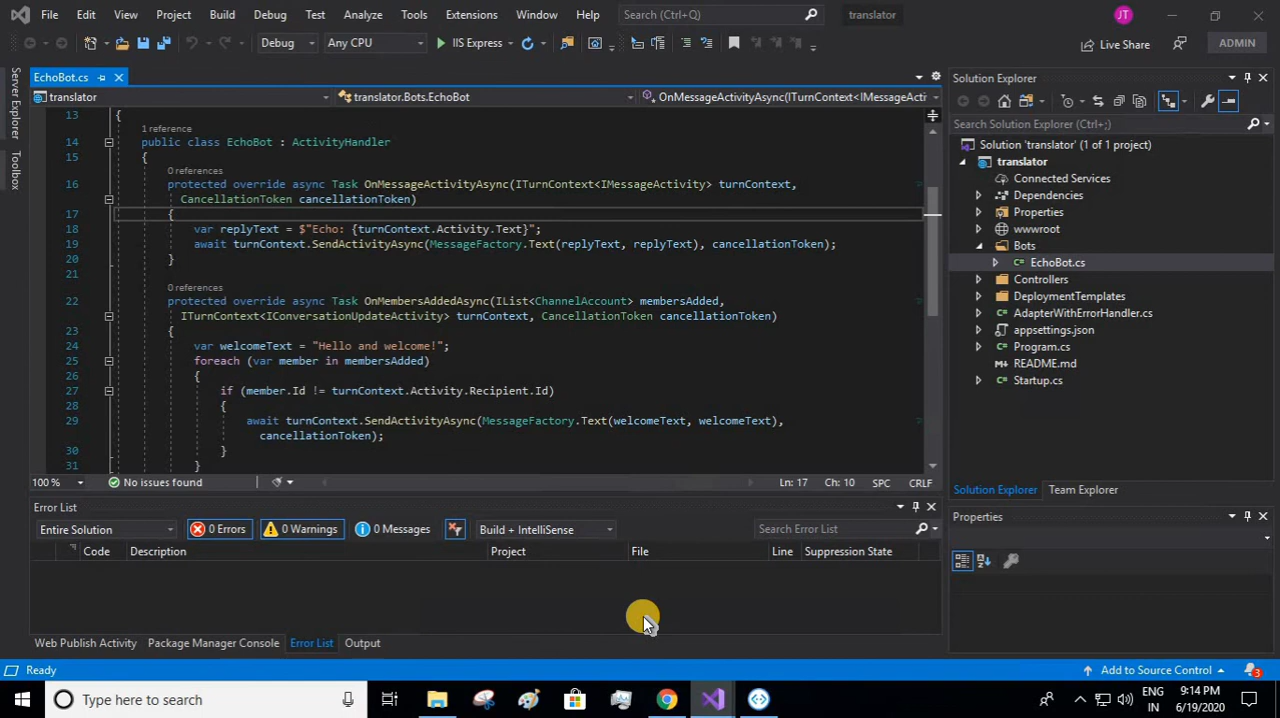 File Edit View Project Build Debug Test Analyze Tools Extensions Window Help Search (Ctrl+Q) translator JT
Debug Any CPU IIS Express Live Share ADMIN
Server Explorer
Toolbox
EchoBot.cs
translator translator.Bots.EchoBot OnMessageActivityAsync(ITurnContext<IMessageActi
13 {
1 reference
14 public class EchoBot : ActivityHandler
15 {
0 references
16 protected override async Task OnMessageActivityAsync(ITurnContext<IMessageActivity> turnContext,
CancellationToken cancellationToken)
17 {
18 var replyText = $"Echo: {turnContext.Activity.Text}";
19 await turnContext.SendActivityAsync(MessageFactory.Text(replyText, replyText), cancellationToken);
20 }
21
0 references
22 protected override async Task OnMembersAddedAsync(IList<ChannelAccount> membersAdded,
ITurnContext<IConversationUpdateActivity> turnContext, CancellationToken cancellationToken)
23 {
24 var welcomeText = "Hello and welcome!";
25 foreach (var member in membersAdded)
26 {
27 if (member.Id != turnContext.Activity.Recipient.Id)
28 {
29 await turnContext.SendActivityAsync(MessageFactory.Text(welcomeText, welcomeText),
cancellationToken);
30 }
31 }
100 % No issues found Ln: 17 Ch: 10 SPC CRLF
Error List
Entire Solution 0 Errors 0 Warnings 0 Messages Build + IntelliSense Search Error List
Code Description Project File Line Suppression State
Web Publish Activity Package Manager Console Error List Output
Solution Explorer
Search Solution Explorer (Ctrl+;)
Solution 'translator' (1 of 1 project)
translator
Connected Services
Dependencies
Properties
wwwroot
Bots
C# EchoBot.cs
Controllers
DeploymentTemplates
C# AdapterWithErrorHandler.cs
appsettings.json
C# Program.cs
README.md
C# Startup.cs
Solution Explorer Team Explorer
Properties
Ready Add to Source Control 3
Type here to search ENG 9:14 PM
IN 6/19/2020